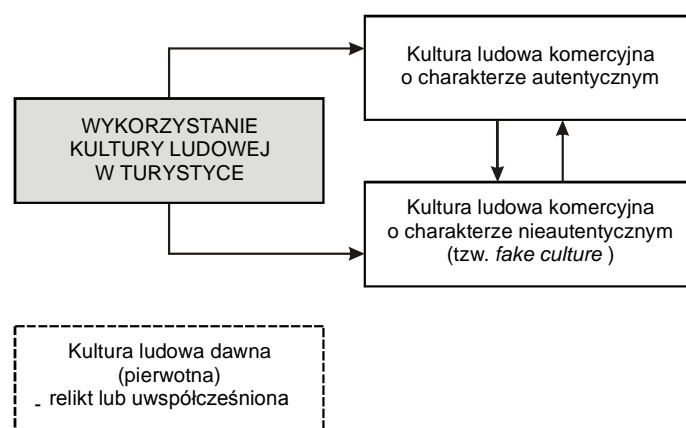 WYKORZYSTANIE
KULTURY LUDOWEJ
W TURYSTYCE
Kultura ludowa komercyjna
o charakterze autentycznym
Kultura ludowa komercyjna
o charakterze nieautentycznym
(tzw. fake culture )
Kultura ludowa dawna
(pierwotna)
- relikt lub uwspółcześniona